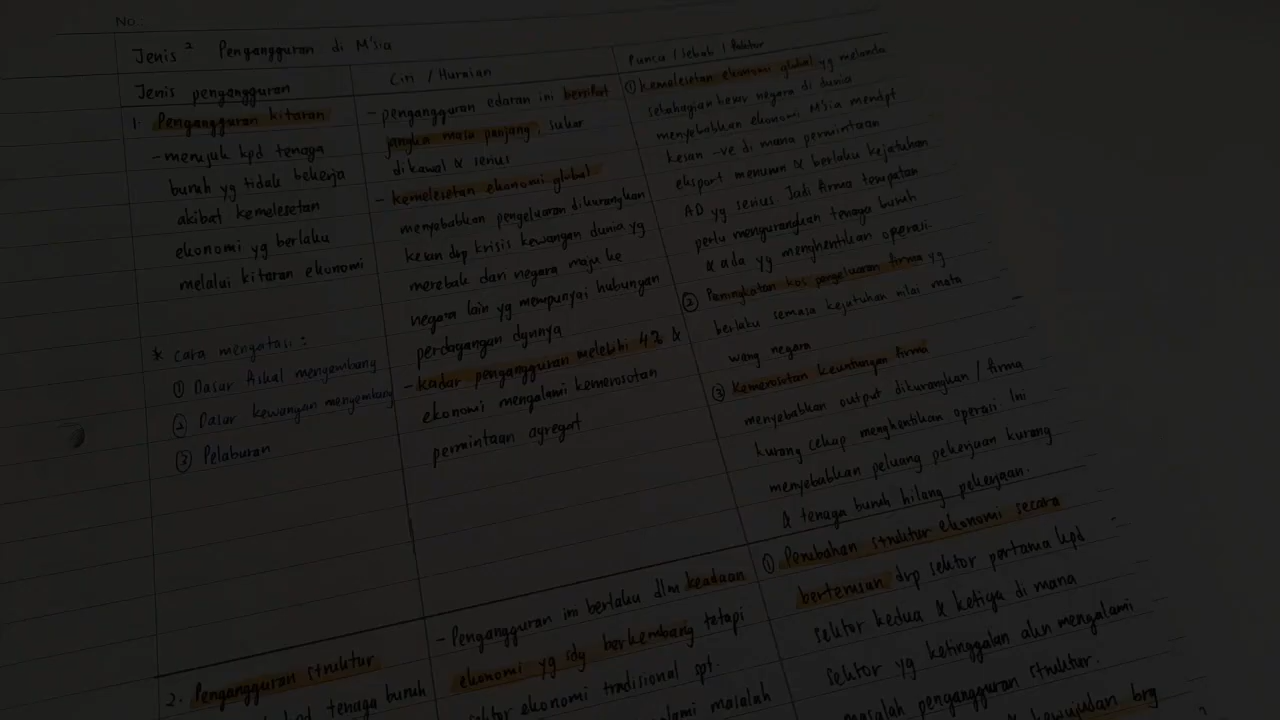 No.:
Jenis² Pengangguran di M'sia
Jenis pengangguran
1. Pengangguran kitaran
- merujuk kpd tenaga
buruh yg tidak bekerja
akibat kemelesetan
ekonomi yg berlaku
melalui kitaran ekonomi
* Cara mengatasi :
① Dasar fiskal mengembang
② Dasar kewangan mengembang
③ Pelaburan
2. Pengangguran struktur
kpd tenaga buruh
Ciri / Huraian
- pengangguran edaran ini bersifat
jangka masa panjang, sukar
dikawal & serius
- kemelesetan ekonomi global
menyebabkan pengeluaran dikurangkan
kesan drp krisis kewangan dunia yg
merebak dari negara maju ke
negara lain yg mempunyai hubungan
perdagangan dgnnya
- kadar pengangguran melebihi 4% &
ekonomi mengalami kemerosotan
permintaan agregat
- Pengangguran ini berlaku dlm keadaan
ekonomi yg sdg berkembang tetapi
sektor ekonomi tradisional spt.
masalah
Punca / Sebab / Faktor
① kemelesetan ekonomi global yg melanda
sebahagian besar negara di dunia
menyebabkan ekonomi M'sia mendpt
kesan -ve di mana permintaan
eksport menurun & berlaku kejatuhan
AD yg serius. Jadi firma tempatan
perlu mengurangkan tenaga buruh
& ada yg menghentikan operasi
② Peningkatan kos pengeluaran firma yg
berlaku semasa kejatuhan nilai mata
wang negara
③ Kemerosotan keuntungan firma
menyebabkan output dikurangkan / firma
kurang cekap menghentikan operasi. Ini
menyebabkan peluang pekerjaan kurang
& tenaga buruh hilang pekerjaan.
① Perubahan struktur ekonomi secara
berterusan drp sektor pertama kpd
sektor kedua & ketiga di mana
sektor yg ketinggalan akan mengalami
masalah pengangguran struktur.
& kewujudan brg